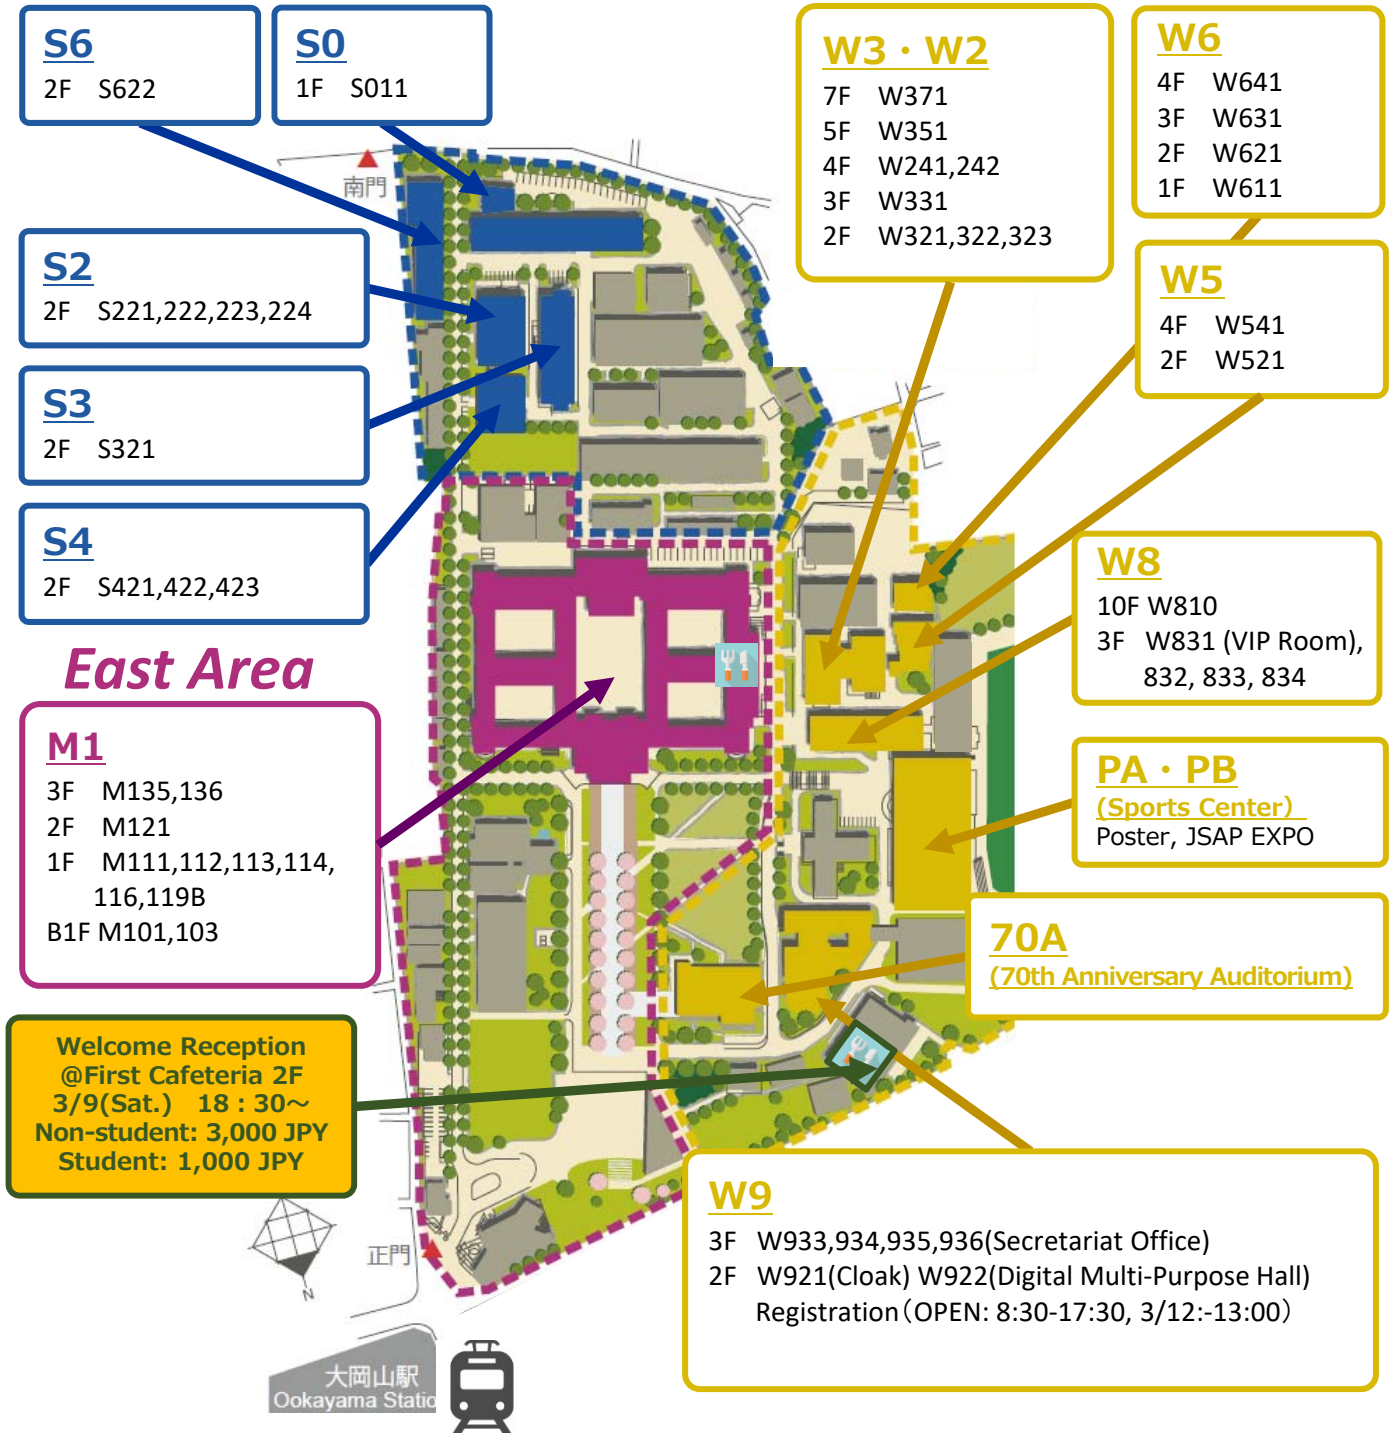 S6
2F S622
S0
1F S011
W3・W2
7F W371
5F W351
4F W241,242
3F W331
2F W321,322,323
W6
4F W641
3F W631
2F W621
1F W611
南門
S2
2F S221,222,223,224
W5
4F W541
2F W521
S3
2F S321
S4
2F S421,422,423
W8
10F W810
3F W831 (VIP Room),
832, 833, 834
East Area
M1
3F M135,136
2F M121
1F M111,112,113,114,
116,119B
B1F M101,103
PA・PB
(Sports Center）
Poster, JSAP EXPO
70A
(70th Anniversary Auditorium)
Welcome Reception
@First Cafeteria 2F
3/9(Sat.) 18：30～
Non-student: 3,000 JPY
Student: 1,000 JPY
W9
3F W933,934,935,936(Secretariat Office)
2F W921(Cloak) W922(Digital Multi-Purpose Hall)
Registration（OPEN: 8:30-17:30, 3/12:-13:00）
正門
N
大岡山駅
Ookayama Statio